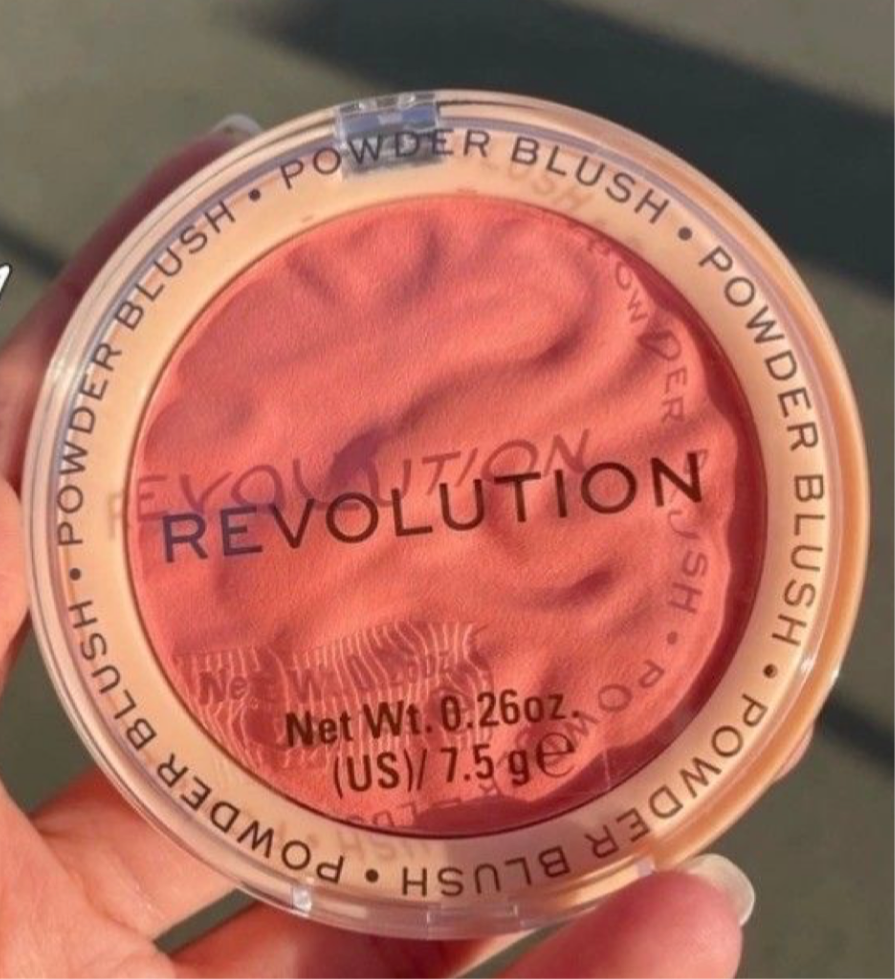 POWDER BLUSH • POWDER BLUSH • POWDER BLUSH • POWDER BLUSH • POWDER BLUSH •
REVOLUTION
Net Wt. 0.26oz.
(US)/ 7.5 g ℮